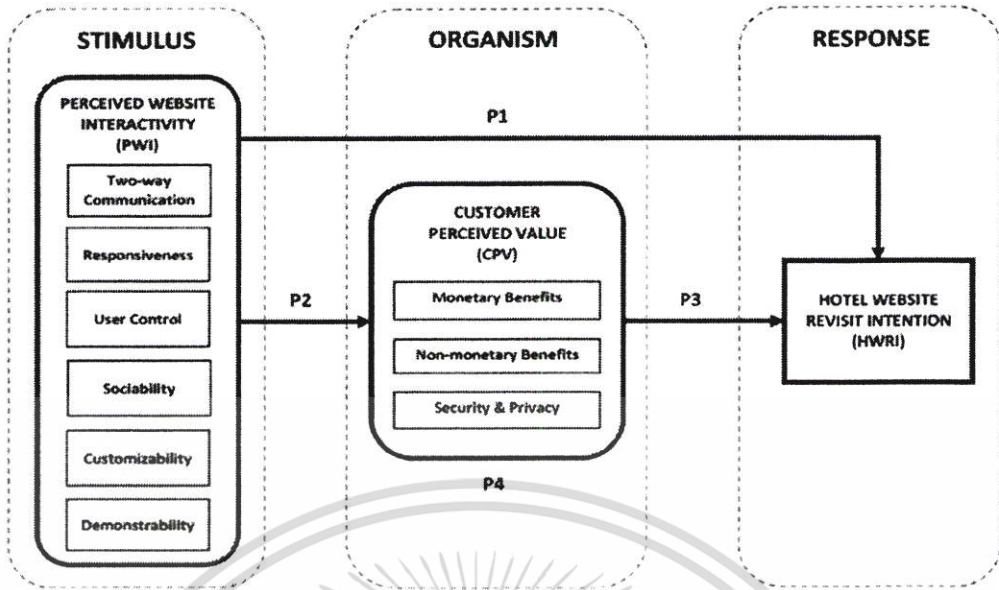 STIMULUS
PERCEIVED WEBSITE
INTERACTIVITY
(PWI)
Two-way
Communication
Responsiveness
User Control
Sociability
Customizability
Demonstrability
ORGANISM
P1
P2
CUSTOMER
PERCEIVED VALUE
(CPV)
Monetary Benefits
Non-monetary Benefits
Security & Privacy
P4
P3
RESPONSE
HOTEL WEBSITE
REVISIT INTENTION
(HWRI)